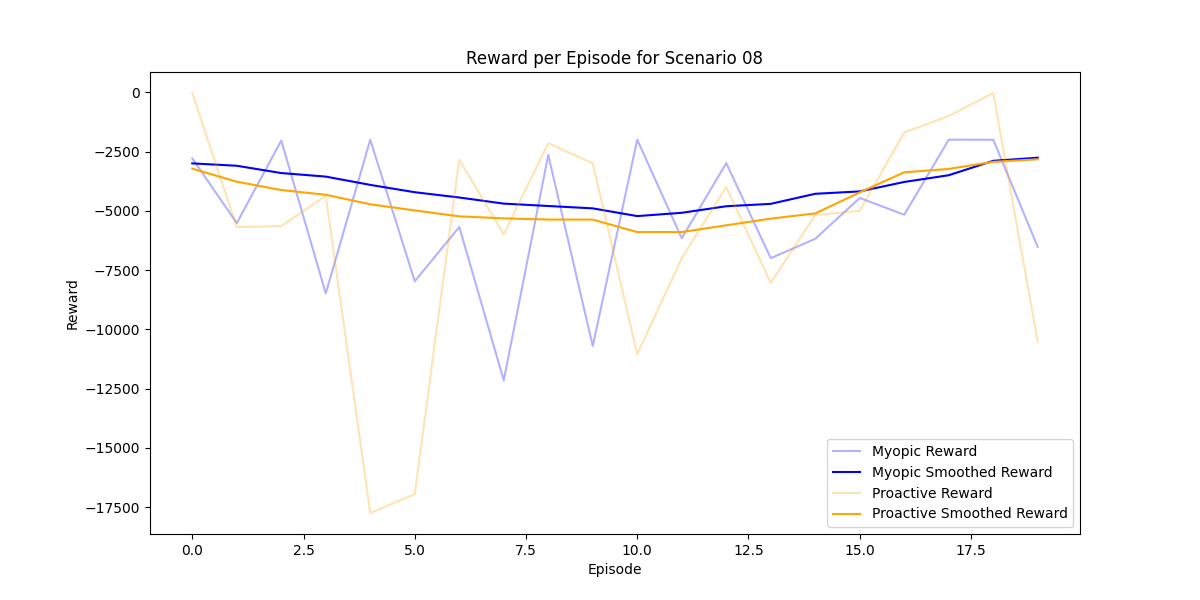 Reward per Episode for Scenario 08
Reward
0
−2500
−5000
−7500
−10000
−12500
−15000
−17500
Myopic Reward
Myopic Smoothed Reward
Proactive Reward
Proactive Smoothed Reward
0.0 2.5 5.0 7.5 10.0 12.5 15.0 17.5
Episode